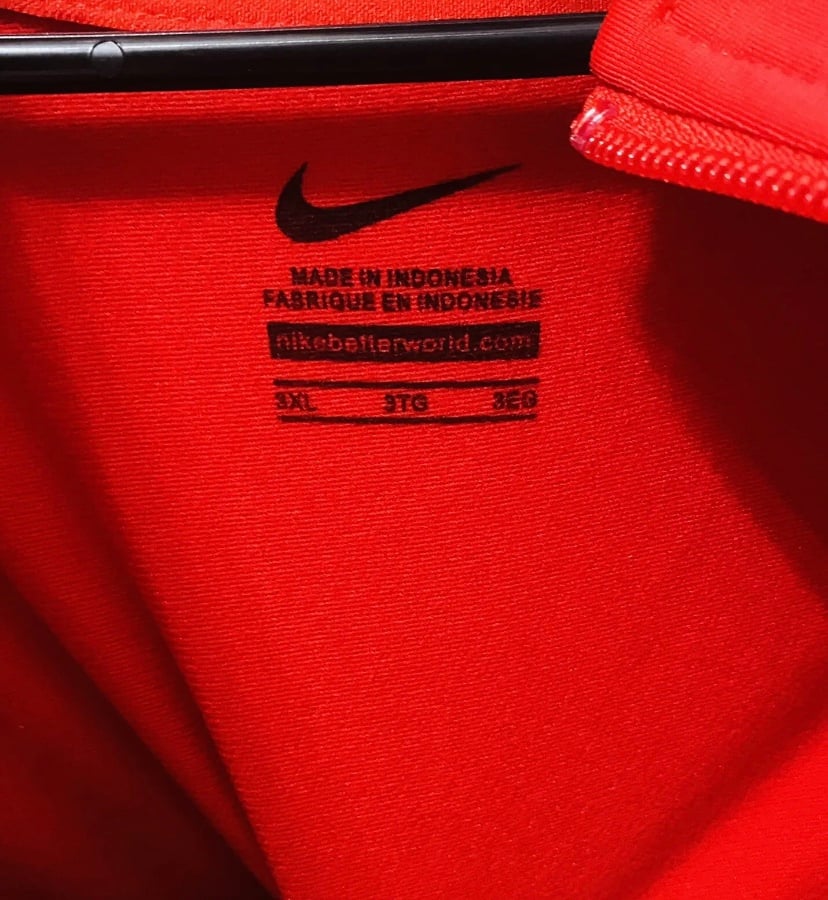 MADE IN INDONESIA
FABRIQUE EN INDONESIE
nikebetterworld.com
3XL 3TG 3EG